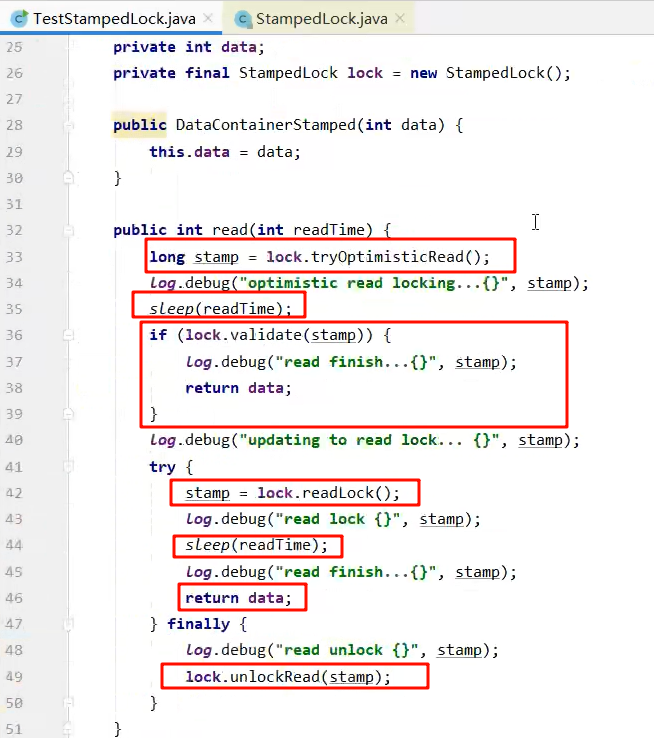 TestStampedLock.java × StampedLock.java ×
25 private int data;
26 private final StampedLock lock = new StampedLock();
27
28 public DataContainerStamped(int data) {
29 this.data = data;
30 }
31
32 public int read(int readTime) {
33 long stamp = lock.tryOptimisticRead();
34 log.debug("optimistic read locking...{}", stamp);
35 sleep(readTime);
36 if (lock.validate(stamp)) {
37 log.debug("read finish...{}", stamp);
38 return data;
39 }
40 log.debug("updating to read lock... {}", stamp);
41 try {
42 stamp = lock.readLock();
43 log.debug("read lock {}", stamp);
44 sleep(readTime);
45 log.debug("read finish...{}", stamp);
46 return data;
47 } finally {
48 log.debug("read unlock {}", stamp);
49 lock.unlockRead(stamp);
50 }
51 }